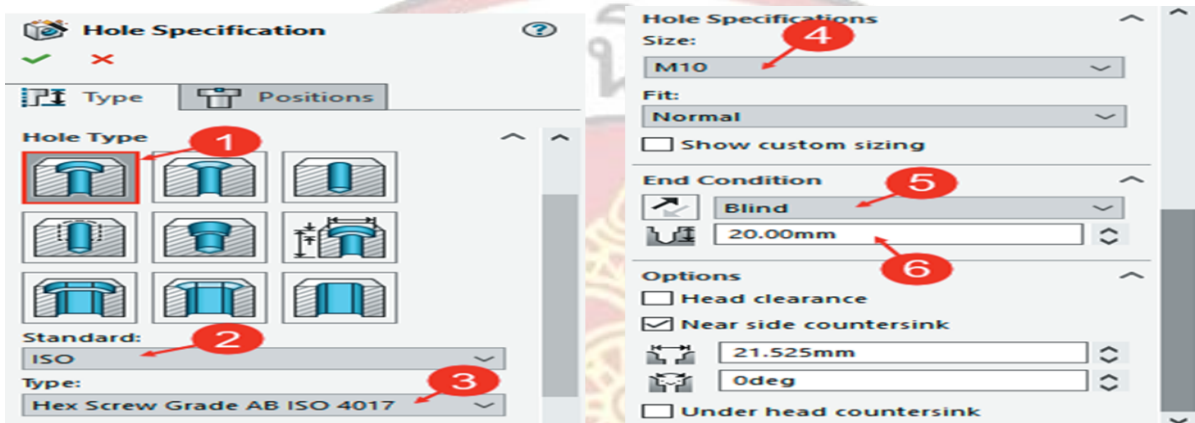 Hole Specification
Type
Positions
Hole Type
1
Standard:
2
ISO
Type:
3
Hex Screw Grade AB ISO 4017
Hole Specifications
4
Size:
M10
Fit:
Normal
Show custom sizing
End Condition
5
Blind
20.00mm
6
Options
Head clearance
Near side countersink
21.525mm
0deg
Under head countersink